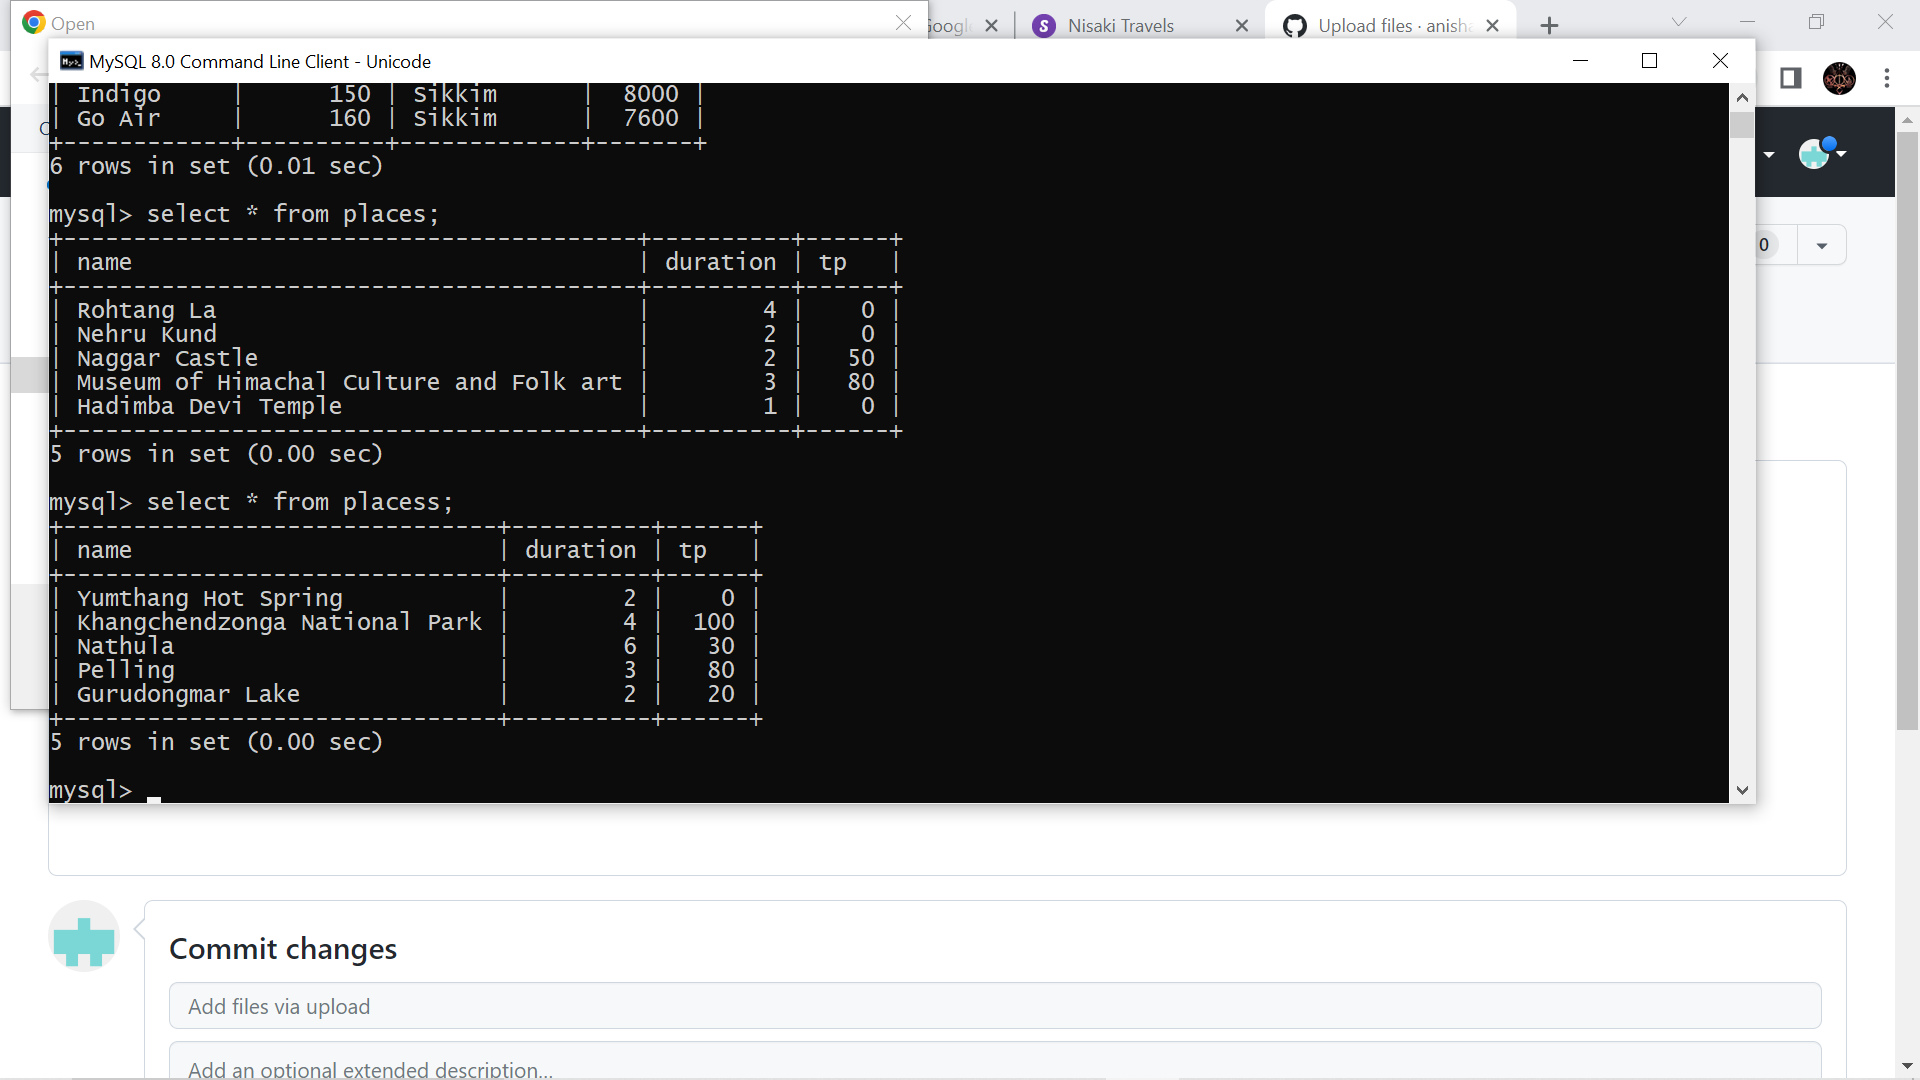 Open
Google
Nisaki Travels
Upload files · anisha
MySQL 8.0 Command Line Client - Unicode
| Indigo | 150 | Sikkim | 8000 |
| Go Air | 160 | Sikkim | 7600 |
+------------+----------+-------------+-------+
6 rows in set (0.01 sec)
mysql> select * from places;
+-----------------------------------------+----------+------+
| name | duration | tp |
+-----------------------------------------+----------+------+
| Rohtang La | 4 | 0 |
| Nehru Kund | 2 | 0 |
| Naggar Castle | 2 | 50 |
| Museum of Himachal Culture and Folk art | 3 | 80 |
| Hadimba Devi Temple | 1 | 0 |
+-----------------------------------------+----------+------+
5 rows in set (0.00 sec)
mysql> select * from placess;
+-------------------------------+----------+------+
| name | duration | tp |
+-------------------------------+----------+------+
| Yumthang Hot Spring | 2 | 0 |
| Khangchendzonga National Park | 4 | 100 |
| Nathula | 6 | 30 |
| Pelling | 3 | 80 |
| Gurudongmar Lake | 2 | 20 |
+-------------------------------+----------+------+
5 rows in set (0.00 sec)
mysql>
0
Commit changes
Add files via upload
Add an optional extended description...